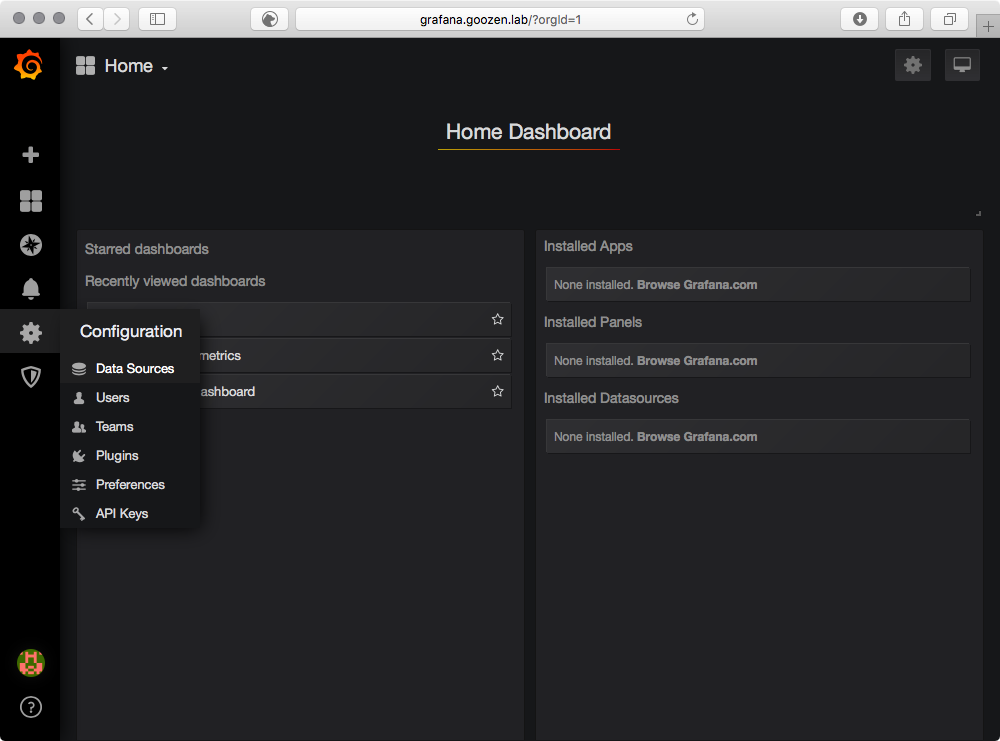 grafana.goozen.lab/?orgId=1
Home
Home Dashboard
Starred dashboards
Recently viewed dashboards
metrics
ashboard
Configuration
Data Sources
Users
Teams
Plugins
Preferences
API Keys
Installed Apps
None installed. Browse Grafana.com
Installed Panels
None installed. Browse Grafana.com
Installed Datasources
None installed. Browse Grafana.com